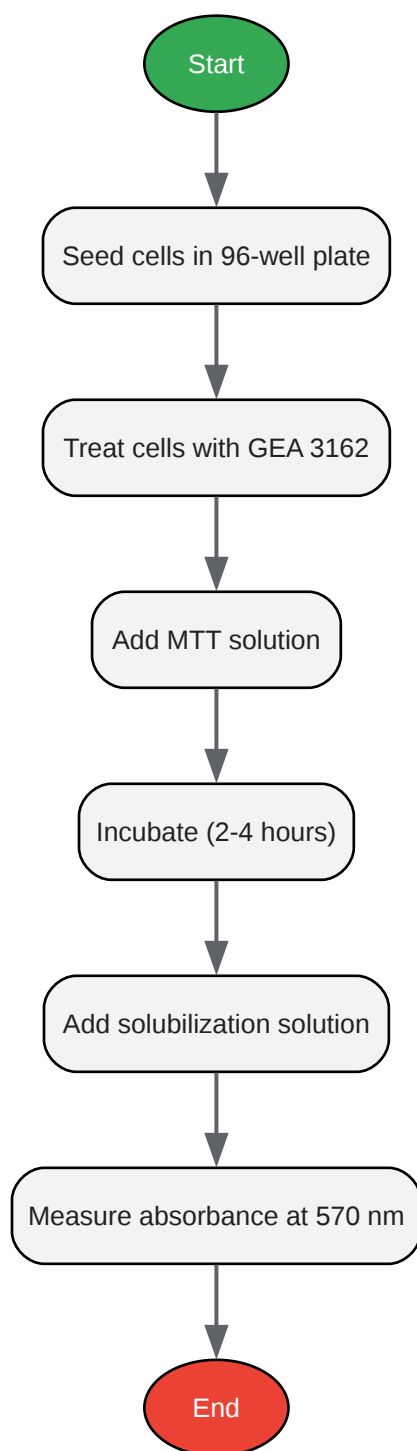 Start
Seed cells in 96-well plate
Treat cells with GEA 3162
Add MTT solution
Incubate (2-4 hours)
Add solubilization solution
Measure absorbance at 570 nm
End